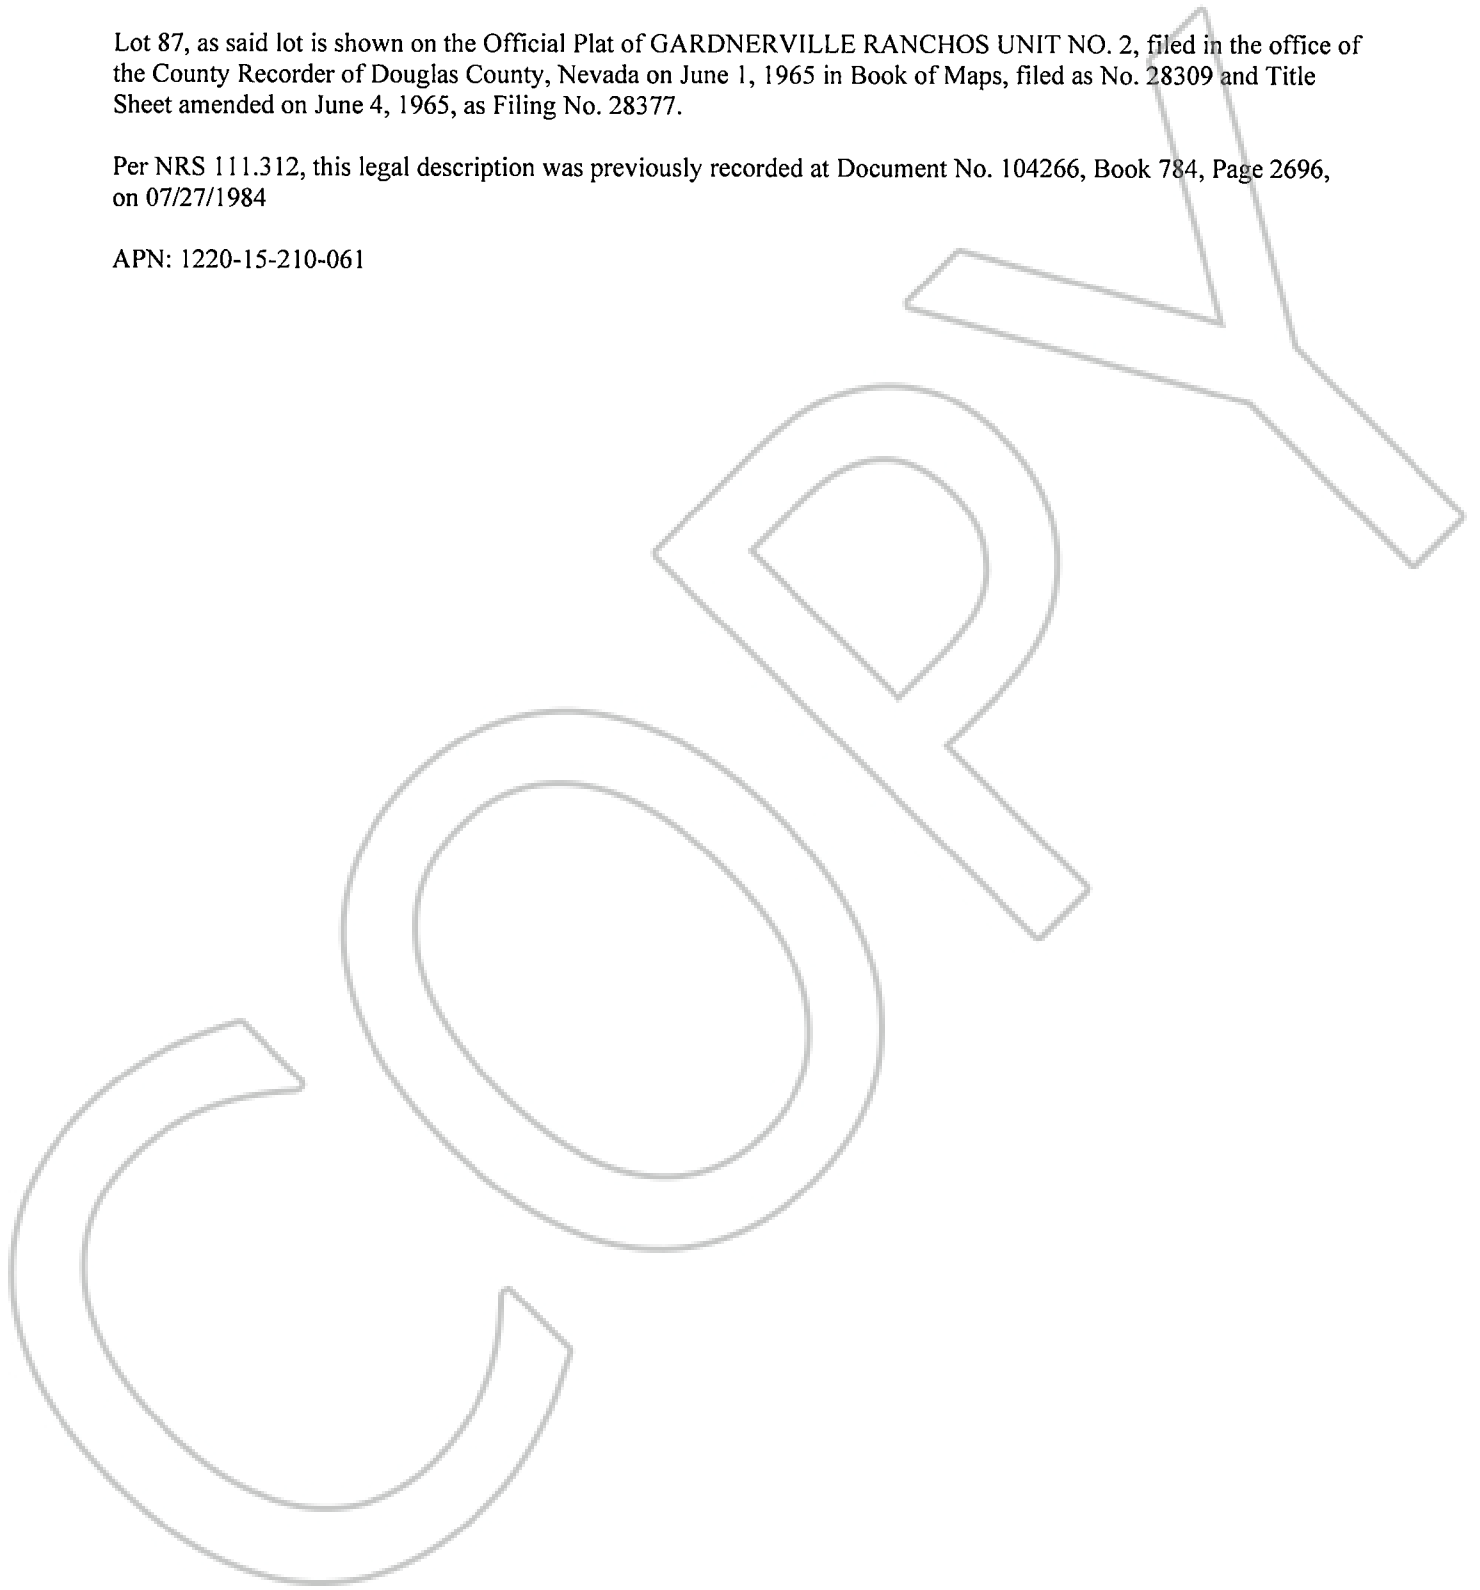 Lot 87, as said lot is shown on the Official Plat of GARDNERVILLE RANCHOS UNIT NO. 2, filed in the office of
the County Recorder of Douglas County, Nevada on June 1, 1965 in Book of Maps, filed as No. 28309 and Title
Sheet amended on June 4, 1965, as Filing No. 28377.
Per NRS 111.312, this legal description was previously recorded at Document No. 104266, Book 784, Page 2696,
on 07/27/1984
APN: 1220-15-210-061
COPY